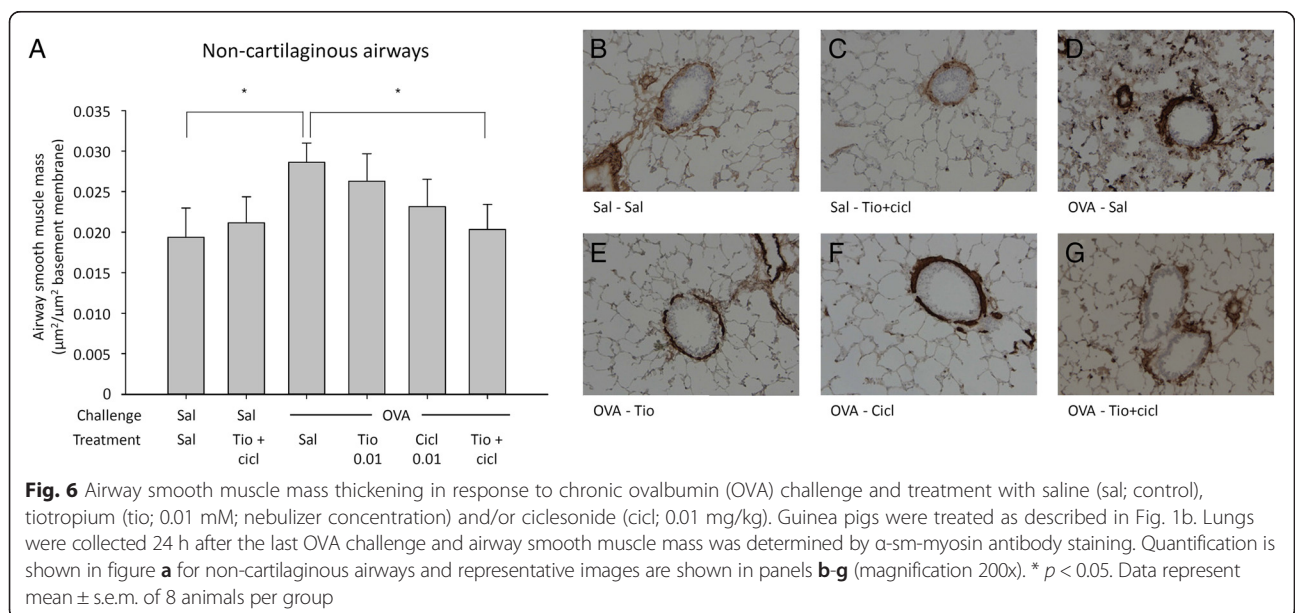 A
Non-cartilaginous airways
*
*
Airway smooth muscle mass
(µm²/um² basement membrane)
0.035
0.030
0.025
0.020
0.015
0.010
0.005
0
Challenge Sal Sal OVA
Treatment Sal Tio + cicl Sal Tio 0.01 Cicl 0.01 Tio + cicl
B
Sal - Sal
C
Sal - Tio+cicl
D
OVA - Sal
E
OVA - Tio
F
OVA - Cicl
G
OVA - Tio+cicl
Fig. 6 Airway smooth muscle mass thickening in response to chronic ovalbumin (OVA) challenge and treatment with saline (sal; control),
tiotropium (tio; 0.01 mM; nebulizer concentration) and/or ciclesonide (cicl; 0.01 mg/kg). Guinea pigs were treated as described in Fig. 1b. Lungs
were collected 24 h after the last OVA challenge and airway smooth muscle mass was determined by α-sm-myosin antibody staining. Quantification is
shown in figure a for non-cartilaginous airways and representative images are shown in panels b-g (magnification 200x). * p < 0.05. Data represent
mean ± s.e.m. of 8 animals per group